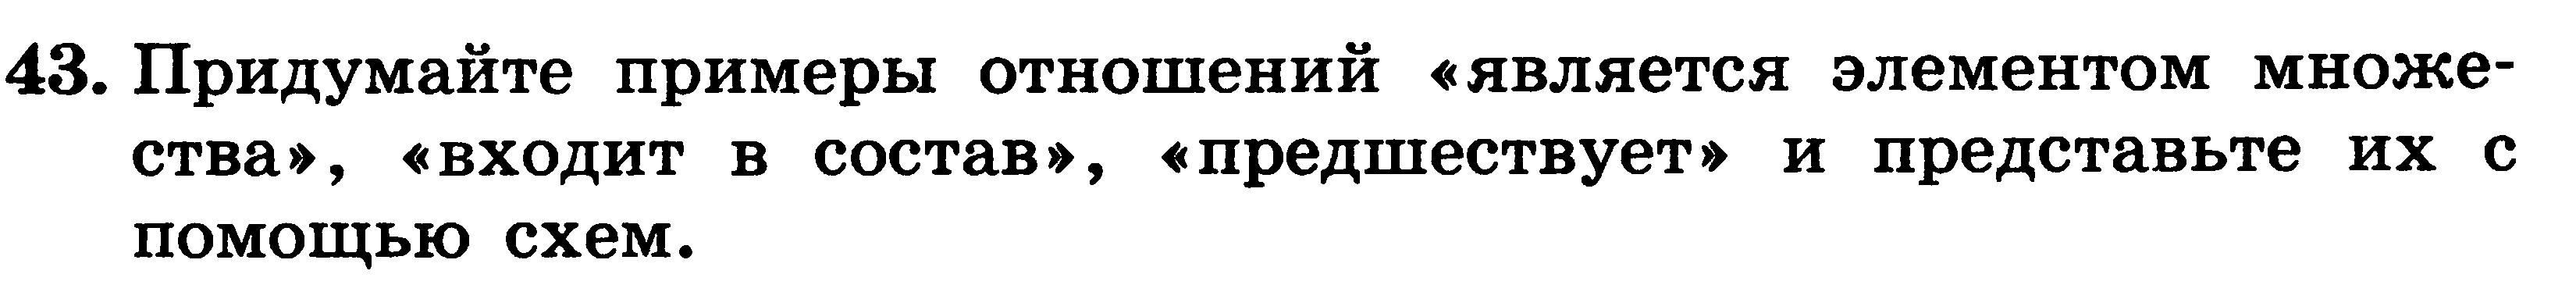 43. Придумайте примеры отношений «является элементом множе-
ства», «входит в состав», «предшествует» и представьте их с
помощью схем.